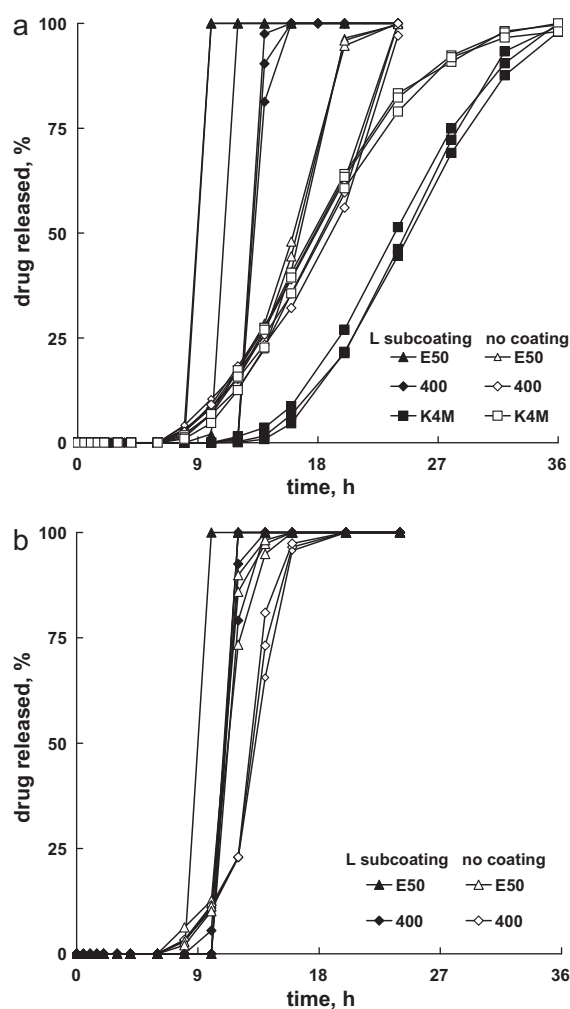 a
100
75
50
25
0
drug released, %
L subcoating no coating
E50 E50
400 400
K4M K4M
0 9 18 27 36
time, h
b
100
75
50
25
0
drug released, %
L subcoating no coating
E50 E50
400 400
0 9 18 27 36
time, h